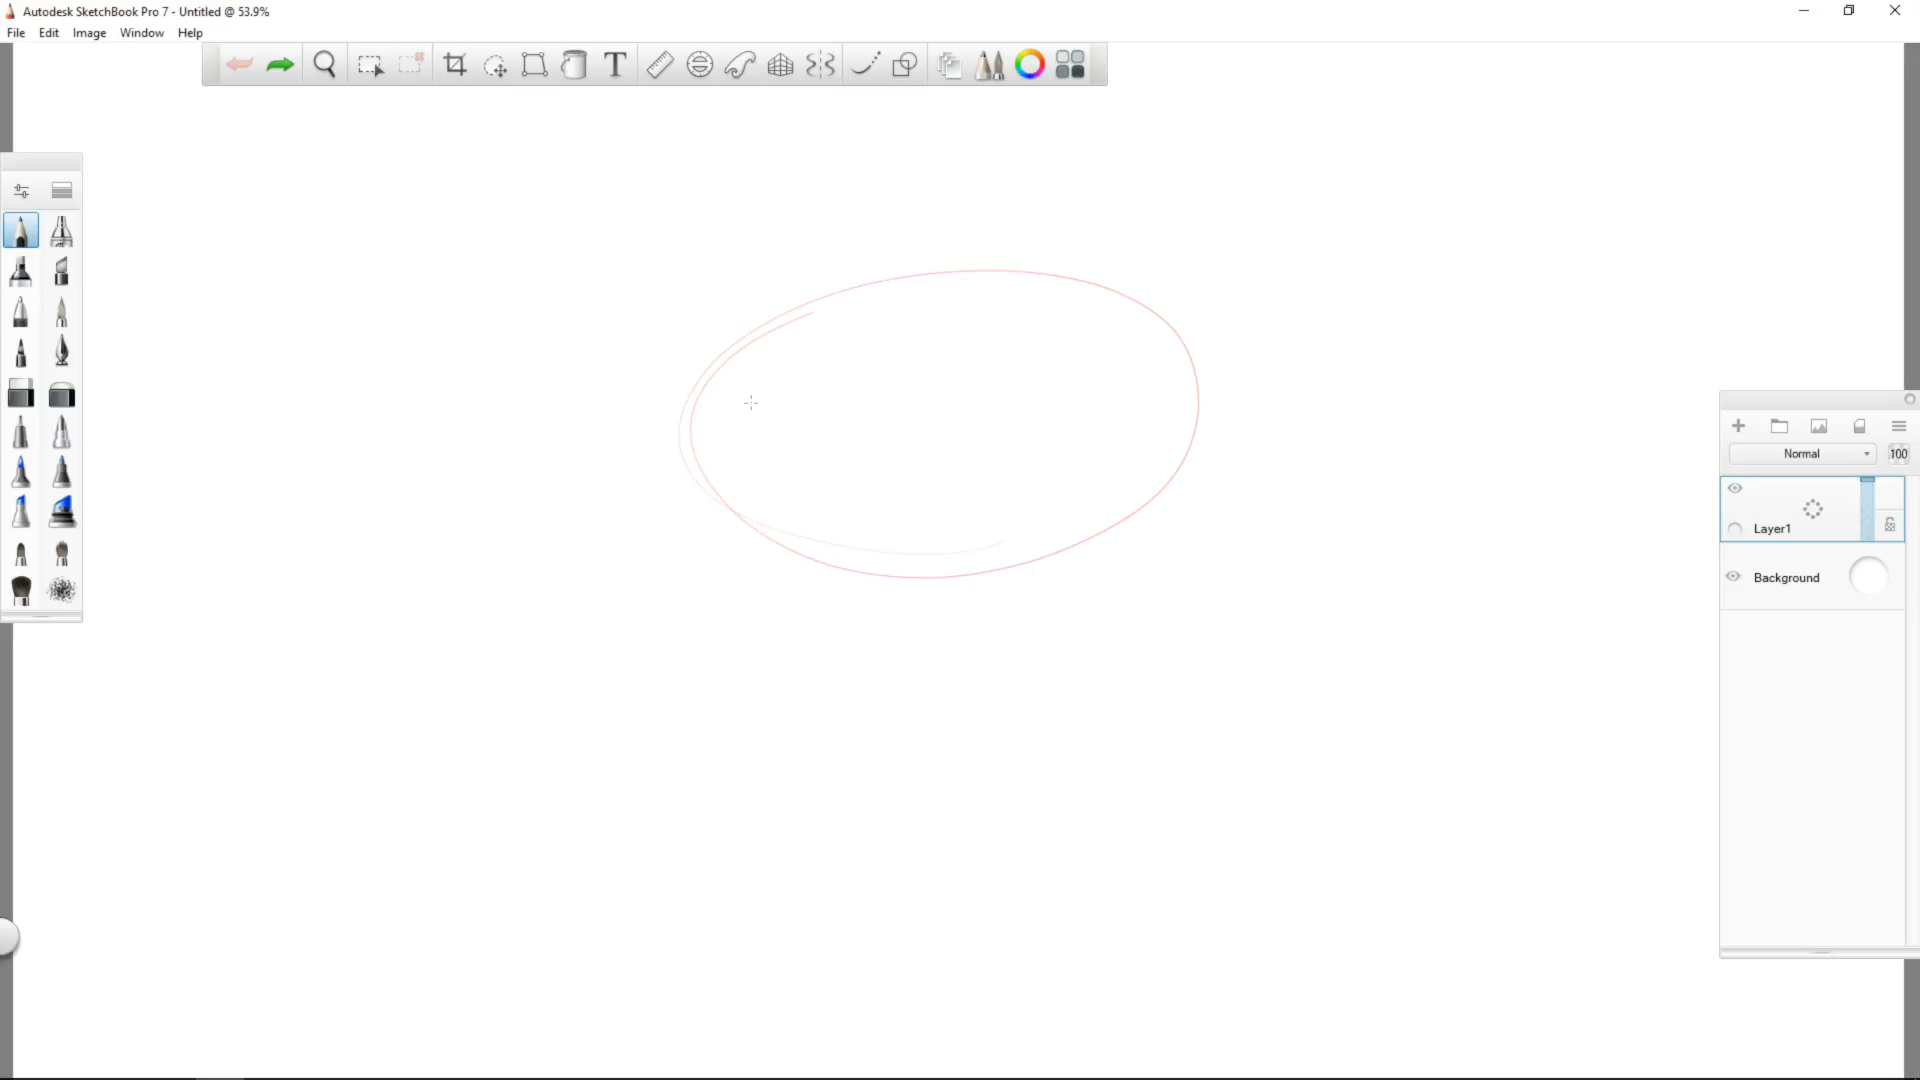 Autodesk SketchBook Pro 7 - Untitled @ 53.9%
File Edit Image Window Help
T
Normal 100
Layer1
Background